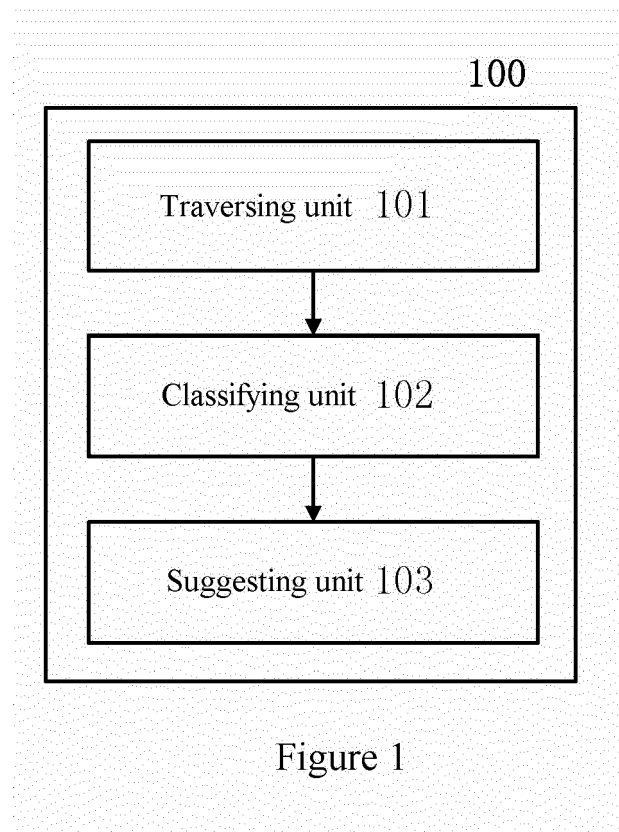 100
Traversing unit 101
Classifying unit 102
Suggesting unit 103
Figure 1